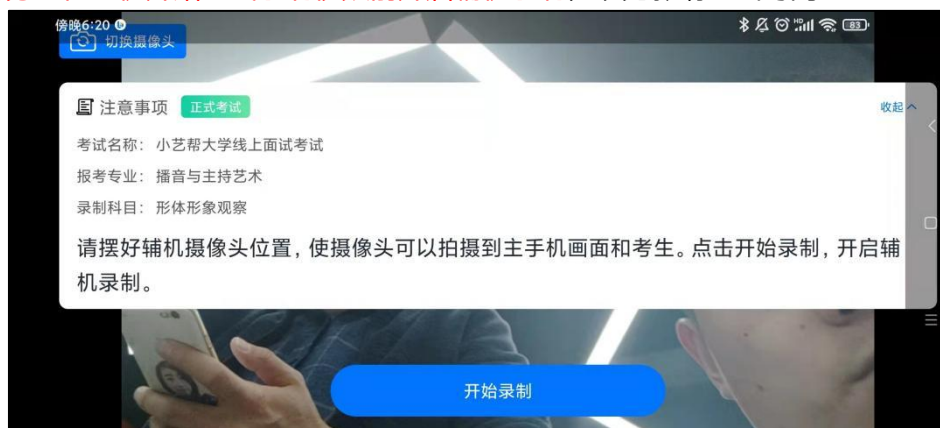 傍晚6:20
83
切换摄像头
注意事项 正式考试 收起
考试名称：小艺帮大学线上面试考试
报考专业：播音与主持艺术
录制科目：形体形象观察
请摆好辅机摄像头位置，使摄像头可以拍摄到主手机画面和考生。点击开始录制，开启辅
机录制。
开始录制